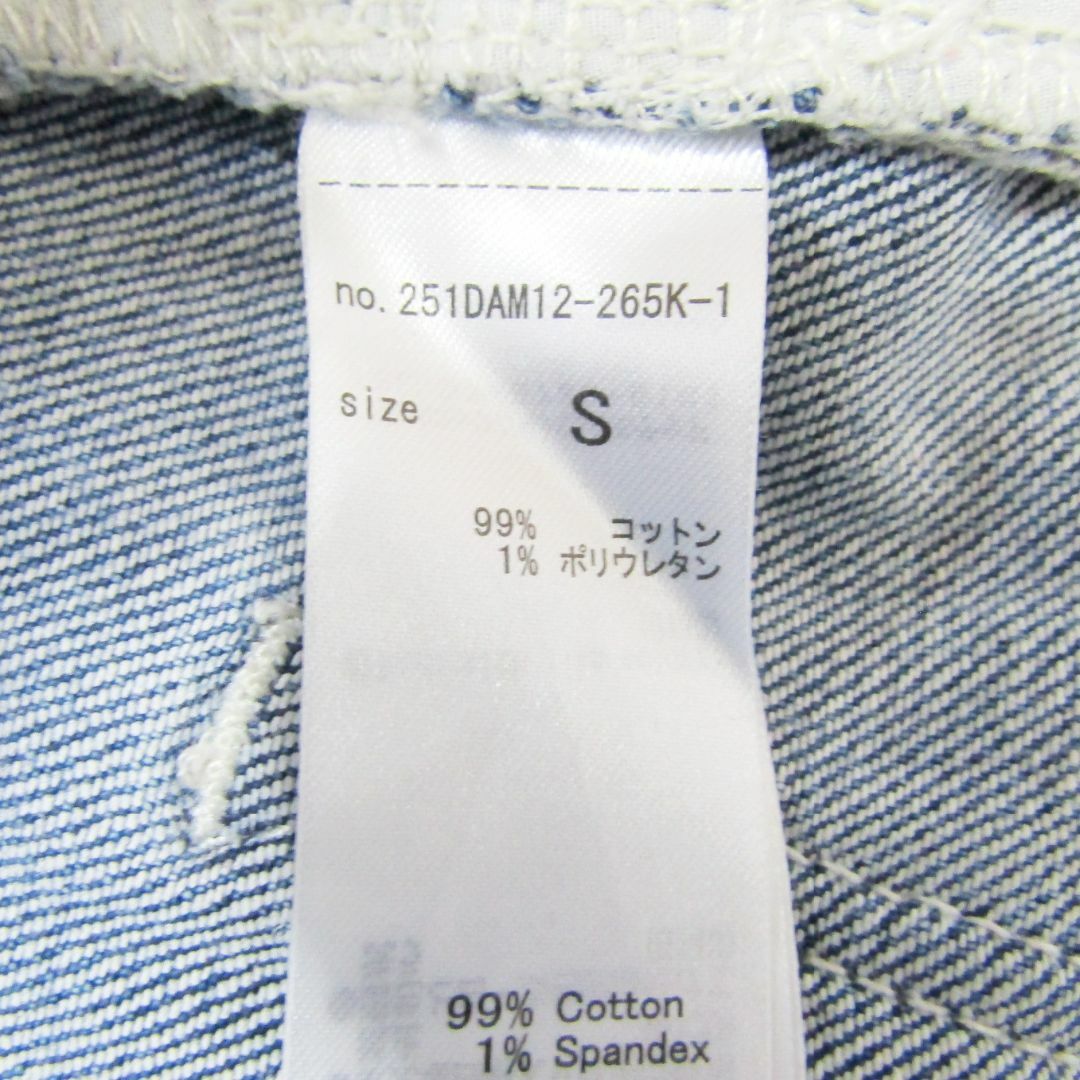 no. 251DAM12-265K-1
size S
99% コットン
1% ポリウレタン
99% Cotton
1% Spandex